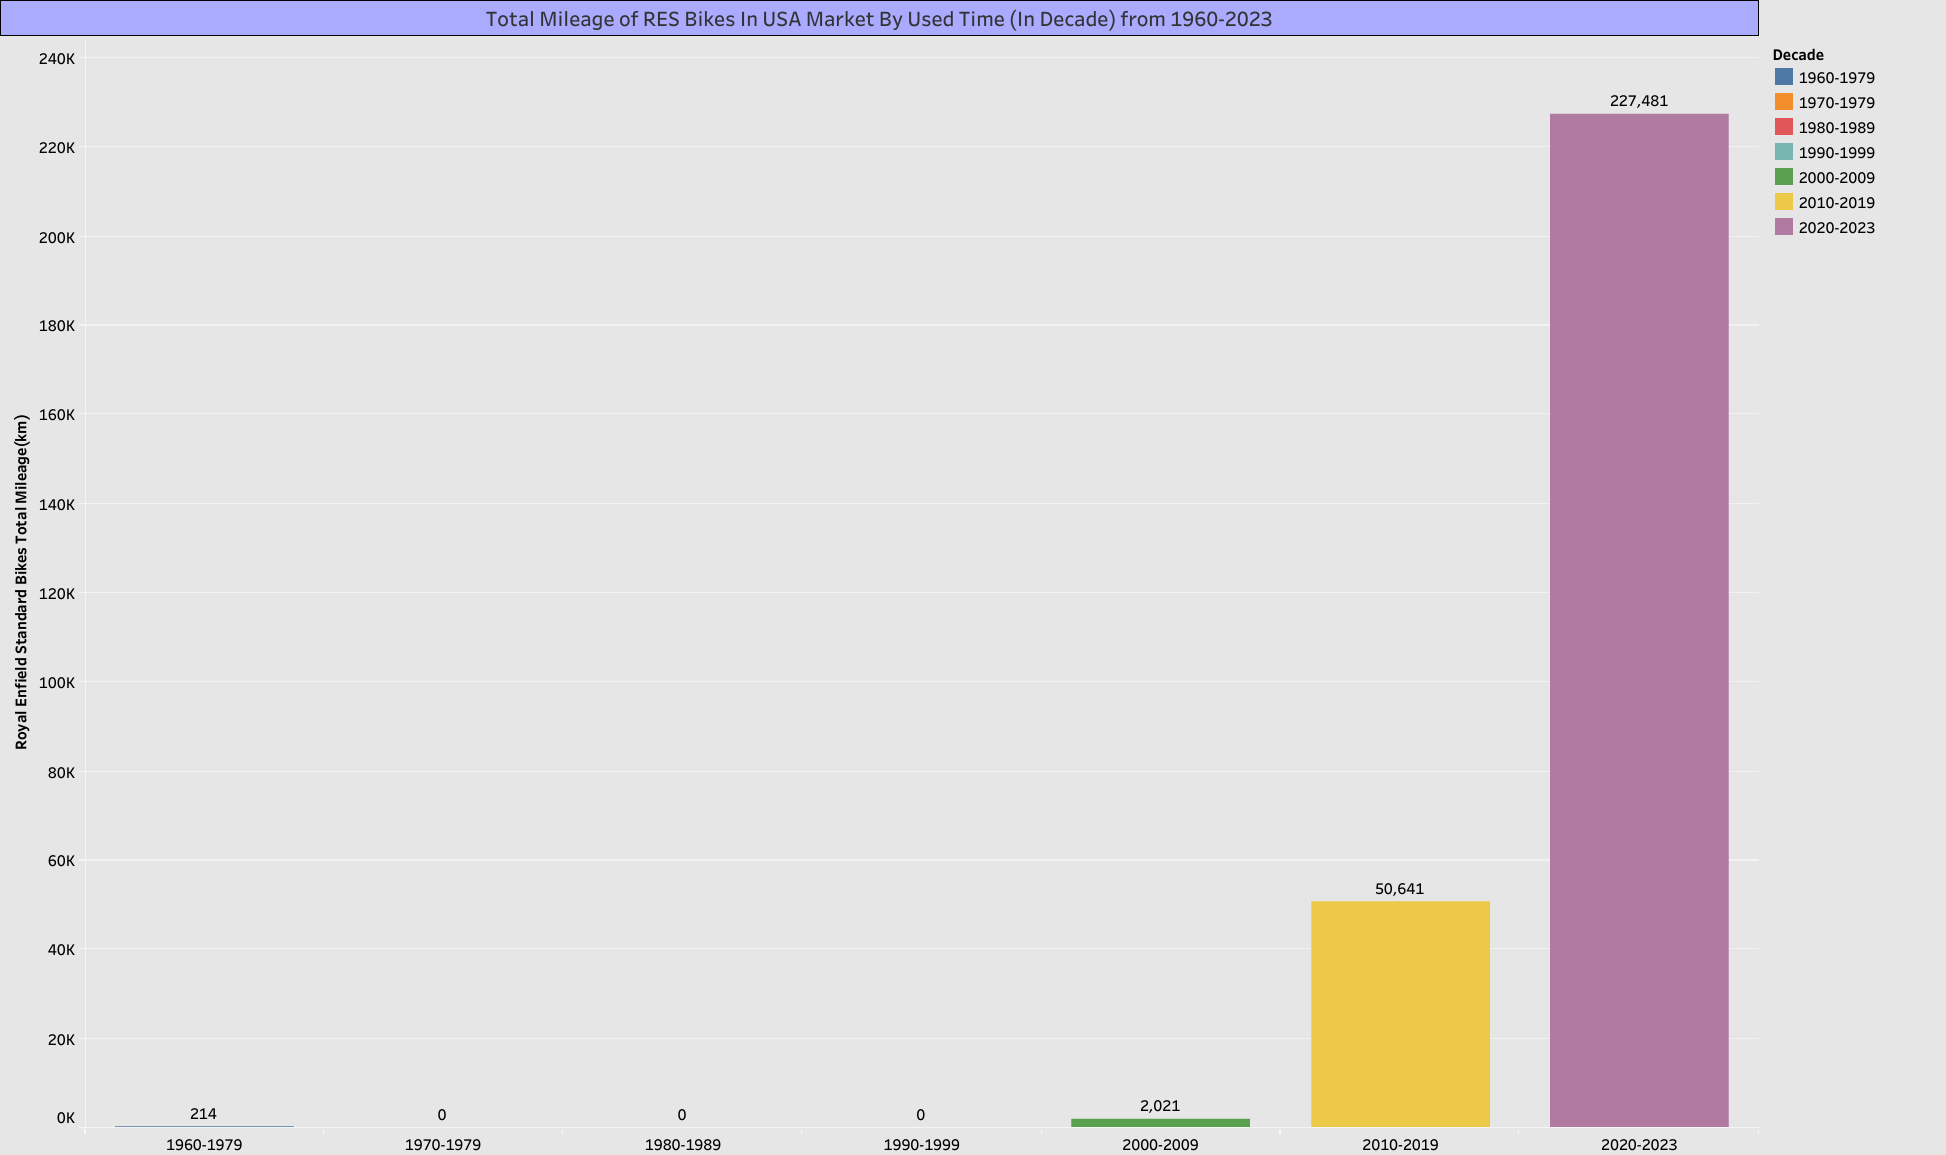 Total Mileage of RES Bikes In USA Market By Used Time (In Decade) from 1960-2023
Decade
1960-1979
1970-1979
1980-1989
1990-1999
2000-2009
2010-2019
2020-2023
Royal Enfield Standard Bikes Total Mileage(km)
240K
220K
200K
180K
160K
140K
120K
100K
80K
60K
40K
20K
0K
214
0
0
0
2,021
50,641
227,481
1960-1979
1970-1979
1980-1989
1990-1999
2000-2009
2010-2019
2020-2023